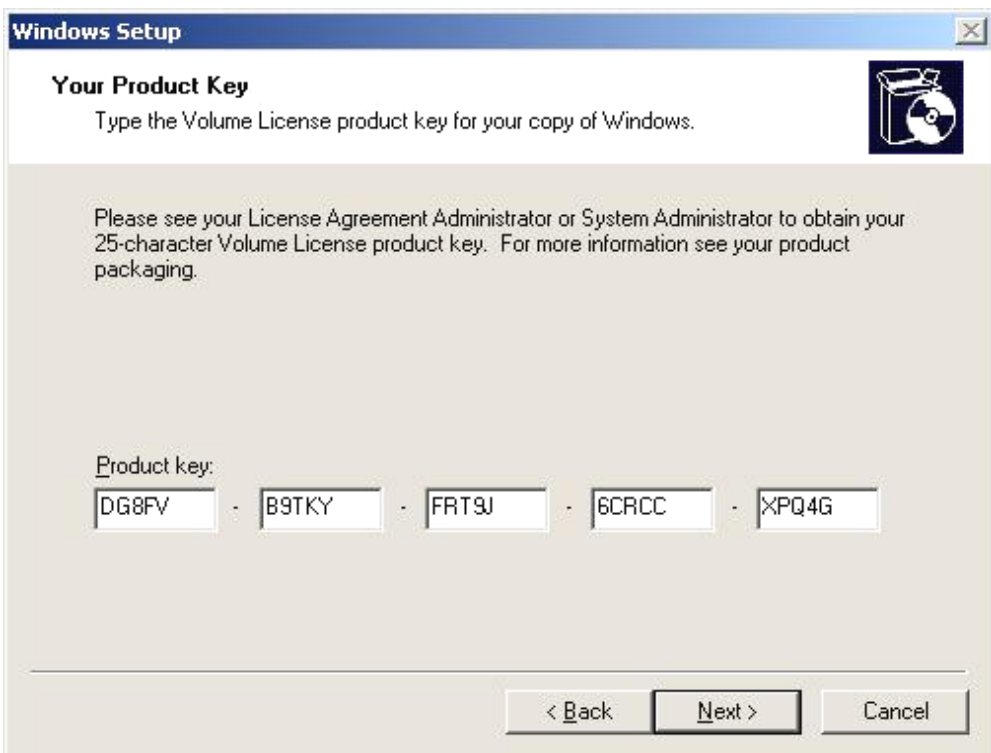 Windows Setup
Your Product Key
Type the Volume License product key for your copy of Windows.
Please see your License Agreement Administrator or System Administrator to obtain your
25-character Volume License product key.  For more information see your product
packaging.
Product key:
DG8FV - B9TKY - FRT9J - 6CRCC - XPQ4G
< Back Next > Cancel